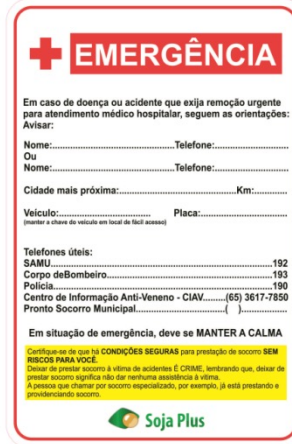 EMERGÊNCIA
Em caso de doença ou acidente que exija remoção urgente
para atendimento médico hospitalar, seguem as orientações:
Avisar:
Nome:..............................Telefone:..............................
Ou
Nome:..............................Telefone:..............................
Cidade mais próxima:..............................Km:.............
Veículo:.............................. Placa:..............................
(manter a chave do veículo em local de fácil acesso)
Telefones úteis:
SAMU..............................192
Corpo deBombeiro..............................193
Polícia..............................190
Centro de Informação Anti-Veneno - CIAV........(65) 3617-7850
Pronto Socorro Municipal..............................( )..................
Em situação de emergência, deve se MANTER A CALMA
Certifique-se de que há CONDIÇÕES SEGURAS para prestação de socorro SEM
RISCOS PARA VOCÊ.
Deixar de prestar socorro à vítima de acidentes É CRIME, lembrando que, deixar de
prestar socorro significa não dar nenhuma assistência à vítima.
A pessoa que chamar por socorro especializado, por exemplo, já está prestando e
providenciando socorro.
Soja Plus